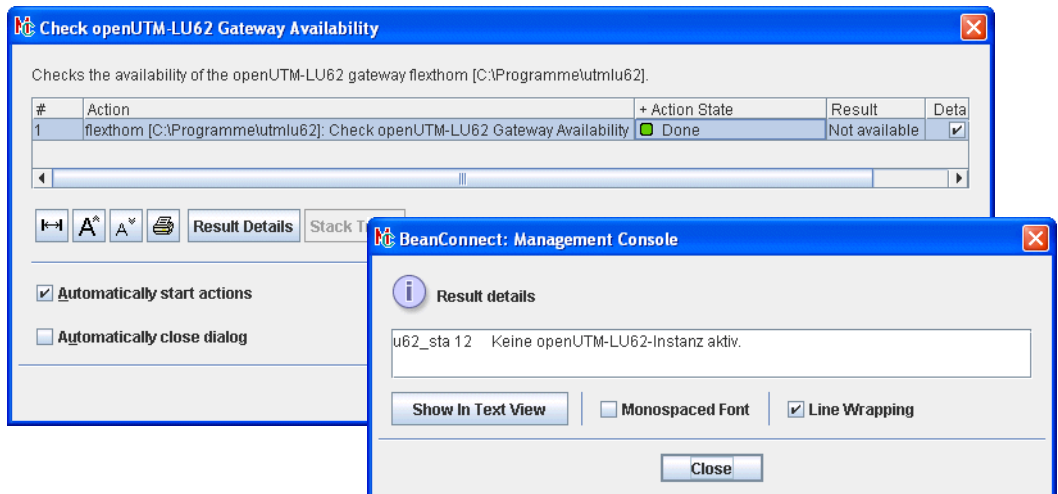 Check openUTM-LU62 Gateway Availability
Checks the availability of the openUTM-LU62 gateway flexthom [C:\Programme\utmlu62].
# Action + Action State Result Deta
1 flexthom [C:\Programme\utmlu62]: Check openUTM-LU62 Gateway Availability Done Not available
Result Details Stack
Automatically start actions
Automatically close dialog
BeanConnect: Management Console
Result details
u62_sta 12 Keine openUTM-LU62-Instanz aktiv.
Show In Text View Monospaced Font Line Wrapping
Close